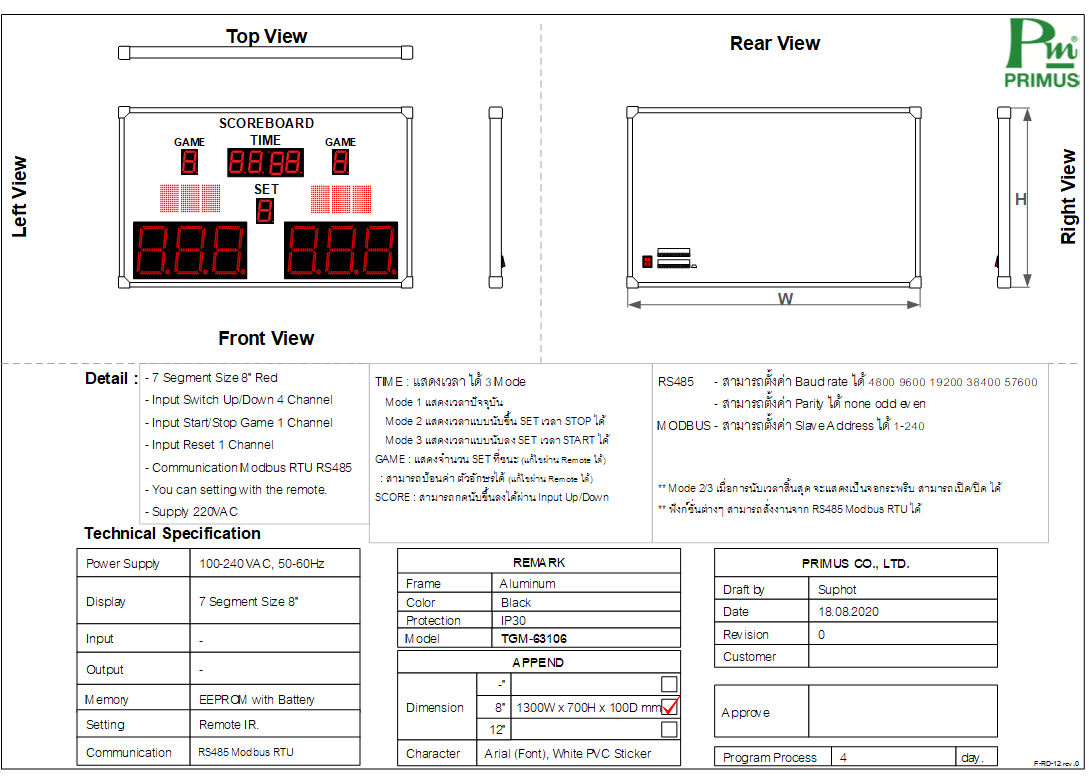 Top View
Rear View
Pm®
PRIMUS
Left View
SCOREBOARD
GAME TIME GAME
8 88:88 8
SET
8
888 888
H
Right View
W
Front View
Detail :
- 7 Segment Size 8" Red
- Input Switch Up/Down 4 Channel
- Input Start/Stop Game 1 Channel
- Input Reset 1 Channel
- Communication Modbus RTU RS485
- You can setting with the remote.
- Supply 220VAC
TIME : แสดงเวลา ได้ 3 Mode
Mode 1 แสดงเวลาปัจจุบัน
Mode 2 แสดงเวลาแบบนับขึ้น SET เวลา STOP ได้
Mode 3 แสดงเวลาแบบนับลง SET เวลา START ได้
GAME : แสดงจำนวน SET ที่ชนะ (แก้ไขผ่าน Remote ได้)
: สามารถป้อนค่า ตัวอักษรได้ (แก้ไขผ่าน Remote ได้)
SCORE : สามารถกดนับขึ้นลงได้ผ่าน Input Up/Down
RS485 - สามารถตั้งค่า Baud rate ได้ 4800 9600 19200 38400 57600
- สามารถตั้งค่า Parity ได้ none odd even
MODBUS - สามารถตั้งค่า Slave Address ได้ 1-240
** Mode 2/3 เมื่อการนับเวลาสิ้นสุด จะแสดงเป็นจอกระพริบ สามารถเปิด/ปิด ได้
** ฟังก์ชั่นต่างๆ สามารถสั่งงานจาก RS485 Modbus RTU ได้
Technical Specification
Power Supply 100-240VAC, 50-60Hz
Display 7 Segment Size 8"
Input -
Output -
Memory EEPROM with Battery
Setting Remote IR.
Communication RS485 Modbus RTU
REMARK
Frame Aluminum
Color Black
Protection IP30
Model TGM-63106
APPEND
Dimension
-"
8" 1300W x 700H x 100D mm
12"
Character Arial (Font), White PVC Sticker
PRIMUS CO., LTD.
Draft by Suphot
Date 18.08.2020
Revision 0
Customer
Approve
Program Process 4 day.
F-RD-12 rev .0